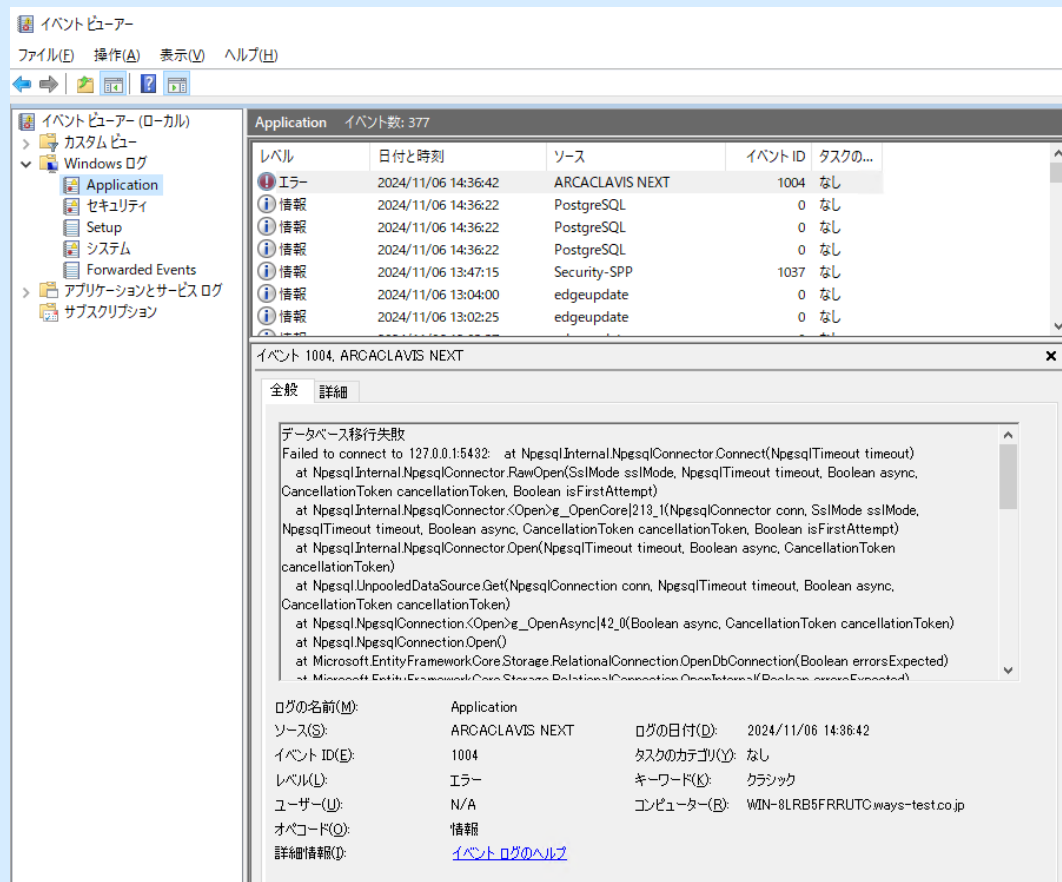 イベント ビューアー
ファイル(F) 操作(A) 表示(V) ヘルプ(H)
イベント ビューアー (ローカル)
カスタム ビュー
Windows ログ
Application
セキュリティ
Setup
システム
Forwarded Events
アプリケーションとサービス ログ
サブスクリプション
Application イベント数: 377
レベル 日付と時刻 ソース イベント ID タスクの...
エラー 2024/11/06 14:36:42 ARCACLAVIS NEXT 1004 なし
情報 2024/11/06 14:36:22 PostgreSQL 0 なし
情報 2024/11/06 14:36:22 PostgreSQL 0 なし
情報 2024/11/06 14:36:22 PostgreSQL 0 なし
情報 2024/11/06 13:47:15 Security-SPP 1037 なし
情報 2024/11/06 13:04:00 edgeupdate 0 なし
情報 2024/11/06 13:02:25 edgeupdate 0 なし
イベント 1004, ARCACLAVIS NEXT
全般 詳細
データベース移行失敗
Failed to connect to 127.0.0.1:5432: at Npgsql.Internal.NpgsqlConnector.Connect(NpgsqlTimeout timeout)
at Npgsql.Internal.NpgsqlConnector.RawOpen(SslMode sslMode, NpgsqlTimeout timeout, Boolean async,
CancellationToken cancellationToken, Boolean isFirstAttempt)
at Npgsql.Internal.NpgsqlConnector.<Open>g__OpenCore|213_1(NpgsqlConnector conn, SslMode sslMode,
NpgsqlTimeout timeout, Boolean async, CancellationToken cancellationToken, Boolean isFirstAttempt)
at Npgsql.Internal.NpgsqlConnector.Open(NpgsqlTimeout timeout, Boolean async, CancellationToken
cancellationToken)
at Npgsql.UnpooledDataSource.Get(NpgsqlConnection conn, NpgsqlTimeout timeout, Boolean async,
CancellationToken cancellationToken)
at Npgsql.NpgsqlConnection.<Open>g__OpenAsync|42_0(Boolean async, CancellationToken cancellationToken)
at Npgsql.NpgsqlConnection.Open()
at Microsoft.EntityFrameworkCore.Storage.RelationalConnection.OpenDbConnection(Boolean errorsExpected)
at Microsoft.EntityFrameworkCore.Storage.RelationalConnection.OpenInternal(Boolean errorsExpected)
ログの名前(M): Application
ソース(S): ARCACLAVIS NEXT ログの日付(D): 2024/11/06 14:36:42
イベント ID(E): 1004 タスクのカテゴリ(Y): なし
レベル(L): エラー キーワード(K): クラシック
ユーザー(U): N/A コンピューター(R): WIN-8LRB5FRRUTC.ways-test.co.jp
オペコード(O): 情報
詳細情報(I): イベント ログのヘルプ